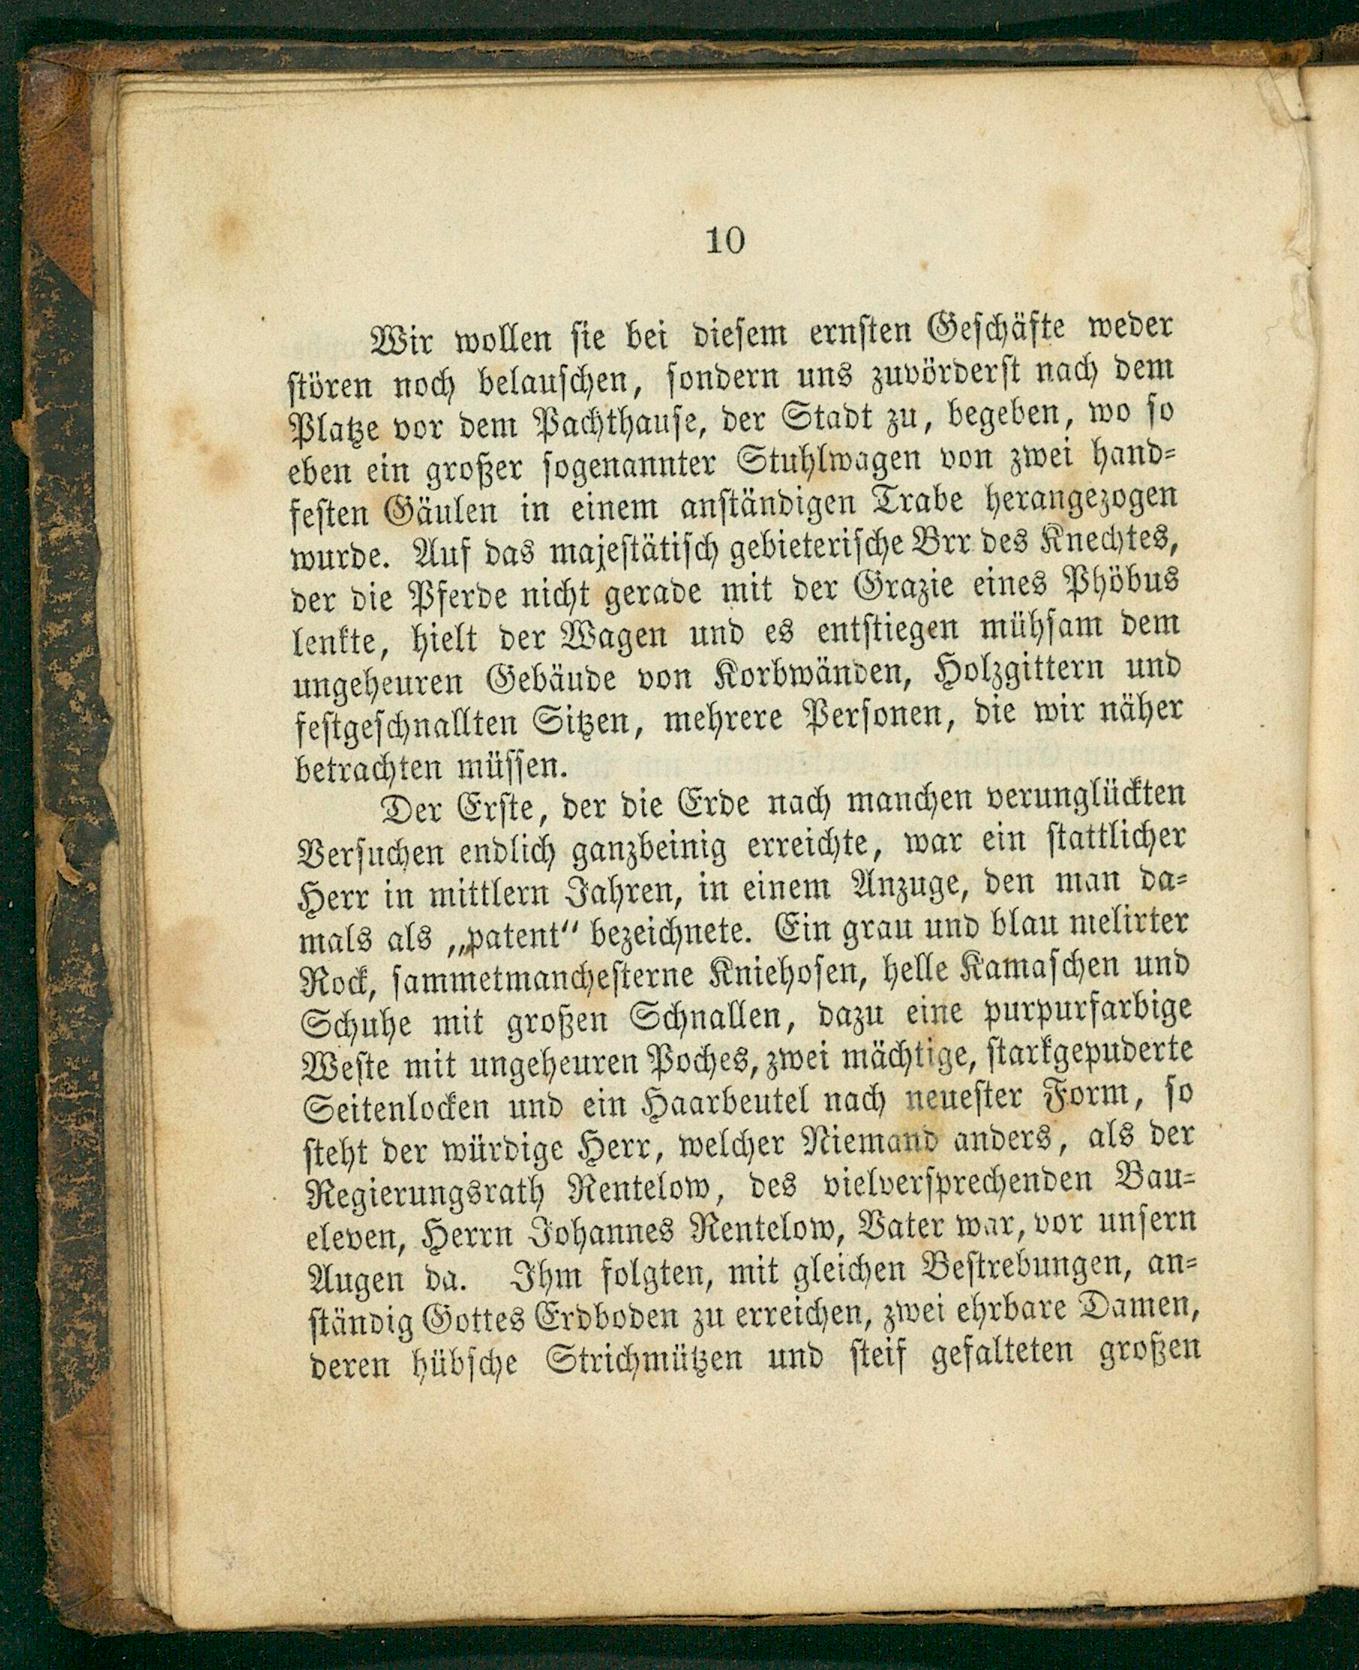 10
Wir wollen sie bei diesem ernsten Geschäfte weder
stören noch belauschen, sondern uns zuvörderst nach dem
Platze vor dem Pachthause, der Stadt zu, begeben, wo so
eben ein großer sogenannter Stuhlwagen von zwei hand-
festen Gäulen in einem anständigen Trabe herangezogen
wurde. Auf das majestätisch gebieterische Brr des Knechtes,
der die Pferde nicht gerade mit der Grazie eines Phöbus
lenkte, hielt der Wagen und es entstiegen mühsam dem
ungeheuren Gebäude von Korbwänden, Holzgittern und
festgeschnallten Sitzen, mehrere Personen, die wir näher
betrachten müssen.
Der Erste, der die Erde nach manchen verunglückten
Versuchen endlich ganzbeinig erreichte, war ein stattlicher
Herr in mittlern Jahren, in einem Anzuge, den man da-
mals als „patent“ bezeichnete. Ein grau und blau melirter
Rock, sammetmanchesterne Kniehosen, helle Kamaschen und
Schuhe mit großen Schnallen, dazu eine purpurfarbige
Weste mit ungeheuren Poches, zwei mächtige, starkgepuderte
Seitenlocken und ein Haarbeutel nach neuester Form, so
steht der würdige Herr, welcher Niemand anders, als der
Regierungsrath Rentelow, des vielversprechenden Bau-
eleven, Herrn Johannes Rentelow, Vater war, vor unsern
Augen da. Ihm folgten, mit gleichen Bestrebungen, an-
ständig Gottes Erdboden zu erreichen, zwei ehrbare Damen,
deren hübsche Strichmützen und steif gefalteten großen